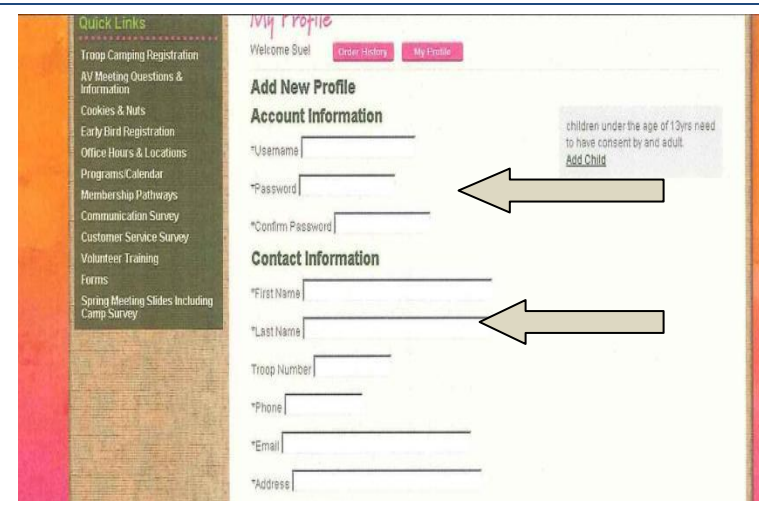 Quick Links
Troop Camping Registration
AV Meeting Questions &
Information
Cookies & Nuts
Early Bird Registration
Office Hours & Locations
Programs/Calendar
Membership Pathways
Communication Survey
Customer Service Survey
Volunteer Training
Forms
Spring Meeting Slides Including
Camp Survey
My Profile
Welcome Sue!
Order History
My Profile
Add New Profile
Account Information
*Username
*Password
*Confirm Password
children under the age of 13yrs need
to have consent by and adult.
Add Child
Contact Information
*First Name
*Last Name
Troop Number
*Phone
*Email
*Address